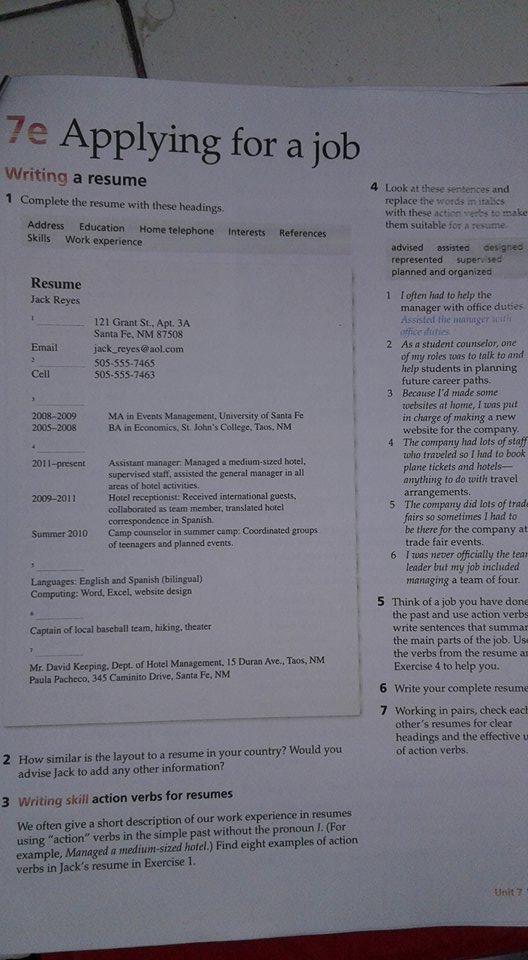 7e Applying for a job
Writing a resume
1 Complete the resume with these headings.
Address Education Home telephone Interests References
Skills Work experience
Resume
Jack Reyes
1
121 Grant St., Apt. 3A
Santa Fe, NM 87508
Email jack_reyes@aol.com
2 505-555-7465
Cell 505-555-7463
3
2008–2009 MA in Events Management, University of Santa Fe
2005–2008 BA in Economics, St. John's College, Taos, NM
4
2011–present Assistant manager: Managed a medium-sized hotel,
supervised staff, assisted the general manager in all
areas of hotel activities.
2009–2011 Hotel receptionist: Received international guests,
collaborated as team member, translated hotel
correspondence in Spanish.
Summer 2010 Camp counselor in summer camp: Coordinated groups
of teenagers and planned events.
5
Languages: English and Spanish (bilingual)
Computing: Word, Excel, website design
6
Captain of local baseball team, hiking, theater
7
Mr. David Keeping, Dept. of Hotel Management, 15 Duran Ave., Taos, NM
Paula Pacheco, 345 Caminito Drive, Santa Fe, NM
2 How similar is the layout to a resume in your country? Would you
advise Jack to add any other information?
3 Writing skill action verbs for resumes
We often give a short description of our work experience in resumes
using “action” verbs in the simple past without the pronoun I. (For
example, Managed a medium-sized hotel.) Find eight examples of action
verbs in Jack's resume in Exercise 1.
4 Look at these sentences and
replace the words in italics
with these action verbs to make
them suitable for a resume.
advised assisted designed
represented supervised
planned and organized
1 I often had to help the
manager with office duties.
Assisted the manager with
office duties.
2 As a student counselor, one
of my roles was to talk to and
help students in planning
future career paths.
3 Because I'd made some
websites at home, I was put
in charge of making a new
website for the company.
4 The company had lots of staff
who traveled so I had to book
plane tickets and hotels—
anything to do with travel
arrangements.
5 The company did lots of trade
fairs so sometimes I had to
be there for the company at
trade fair events.
6 I was never officially the
leader but my job included
managing a team of four.
5 Think of a job you have done
the past and use action verbs
write sentences that
the main parts of the job.
the verbs from the resume
Exercise 4 to help you.
6 Write your complete resume
7 Working in pairs, check each
other's resumes for clear
headings and the effective
of action verbs.
Unit 7